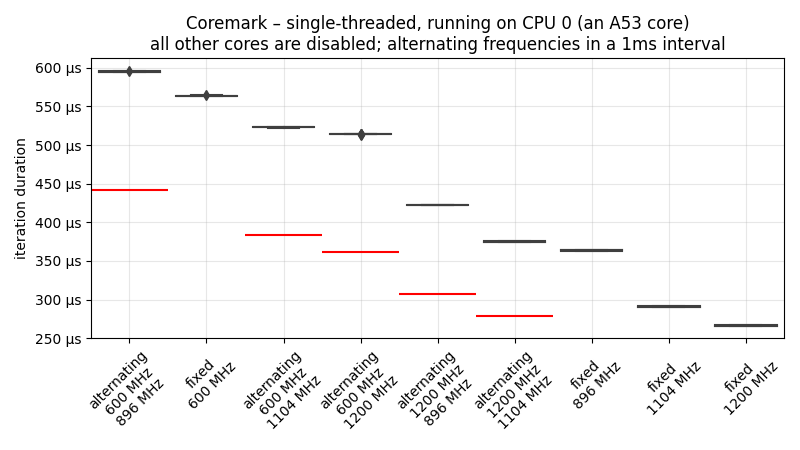 Coremark – single-threaded, running on CPU 0 (an A53 core)
all other cores are disabled; alternating frequencies in a 1ms interval
iteration duration
600 µs
550 µs
500 µs
450 µs
400 µs
350 µs
300 µs
250 µs
alternating
600 MHz
896 MHz
fixed
600 MHz
alternating
600 MHz
1104 MHz
alternating
600 MHz
1200 MHz
alternating
1200 MHz
896 MHz
alternating
1200 MHz
1104 MHz
fixed
896 MHz
fixed
1104 MHz
fixed
1200 MHz